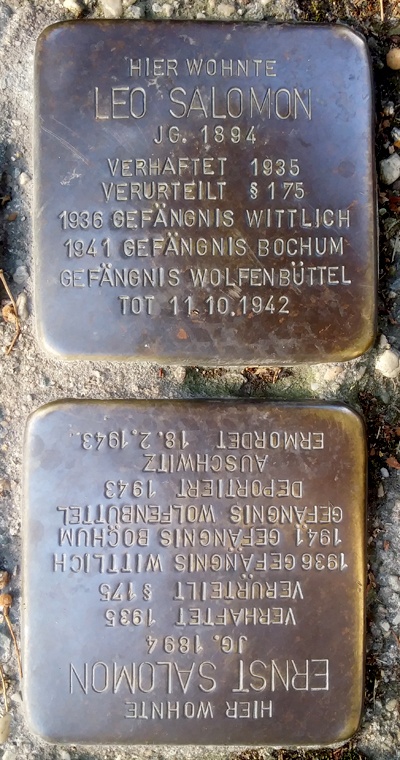 HIER WOHNTE
LEO SALOMON
JG. 1894
VERHAFTET 1935
VERURTEILT § 175
1936 GEFÄNGNIS WITTLICH
1941 GEFÄNGNIS BOCHUM
GEFÄNGNIS WOLFENBÜTTEL
TOT 11.10.1942
HIER WOHNTE
ERNST SALOMON
JG. 1894
VERHAFTET 1935
VERURTEILT § 175
1936 GEFÄNGNIS WITTLICH
1941 GEFÄNGNIS BOCHUM
GEFÄNGNIS WOLFENBÜTTEL
DEPORTIERT 1943
AUSCHWITZ
ERMORDET 18.2.1943